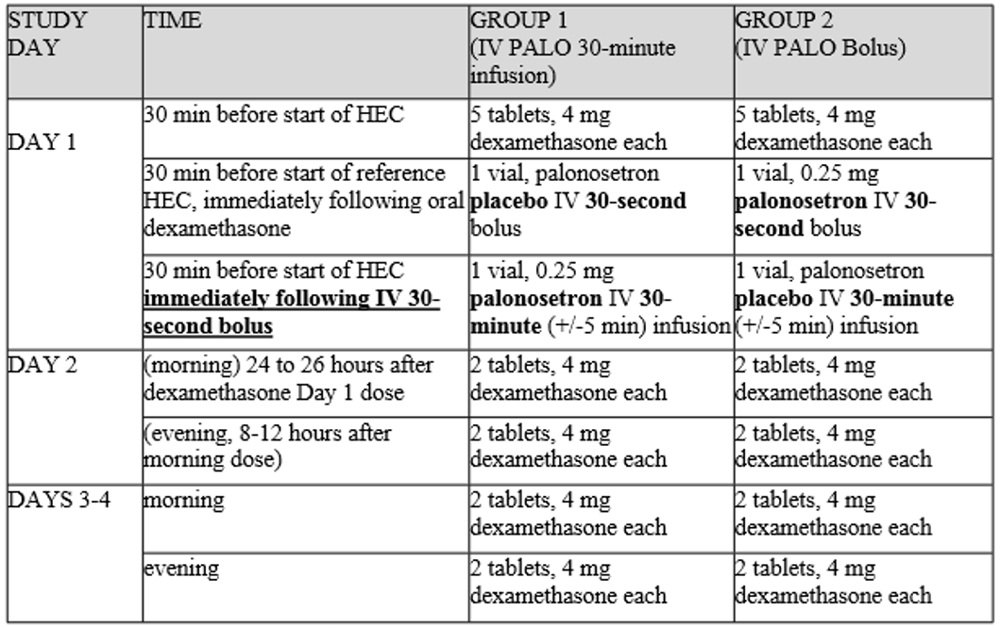 STUDY
DAY
TIME
GROUP 1
(IV PALO 30-minute
infusion)
GROUP 2
(IV PALO Bolus)
DAY 1
30 min before start of HEC
5 tablets, 4 mg
dexamethasone each
5 tablets, 4 mg
dexamethasone each
30 min before start of reference
HEC, immediately following oral
dexamethasone
1 vial, palonosetron
placebo IV 30-second
bolus
1 vial, 0.25 mg
palonosetron IV 30-
second bolus
30 min before start of HEC
immediately following IV 30-
second bolus
1 vial, 0.25 mg
palonosetron IV 30-
minute (+/-5 min) infusion
1 vial, palonosetron
placebo IV 30-minute
(+/-5 min) infusion
DAY 2
(morning) 24 to 26 hours after
dexamethasone Day 1 dose
2 tablets, 4 mg
dexamethasone each
2 tablets, 4 mg
dexamethasone each
(evening, 8-12 hours after
morning dose)
2 tablets, 4 mg
dexamethasone each
2 tablets, 4 mg
dexamethasone each
DAYS 3-4
morning
2 tablets, 4 mg
dexamethasone each
2 tablets, 4 mg
dexamethasone each
evening
2 tablets, 4 mg
dexamethasone each
2 tablets, 4 mg
dexamethasone each